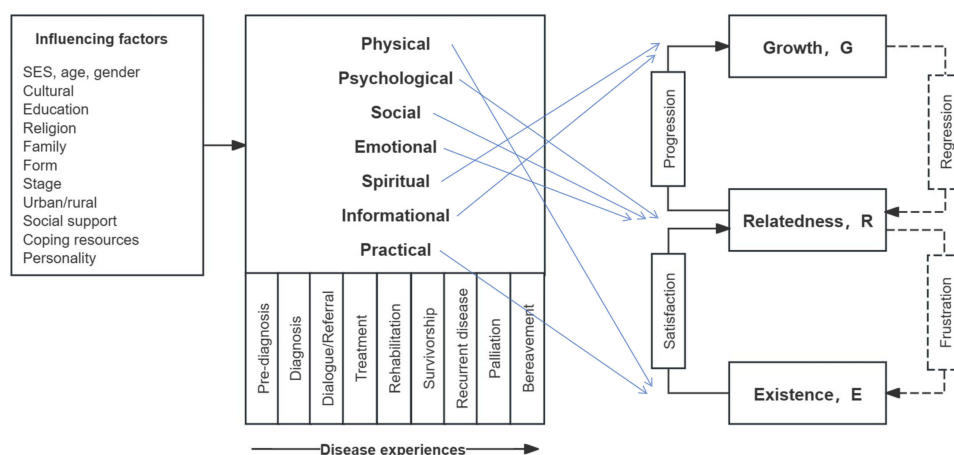 Influencing factors
SES, age, gender
Cultural
Education
Religion
Family
Form
Stage
Urban/rural
Social support
Coping resources
Personality
Physical
Psychological
Social
Emotional
Spiritual
Informational
Practical
Pre-diagnosis
Diagnosis
Dialogue/Referral
Treatment
Rehabilitation
Survivorship
Recurrent disease
Palliation
Bereavement
Disease experiences
Growth, G
Progression
Regression
Relatedness, R
Satisfaction
Frustration
Existence, E